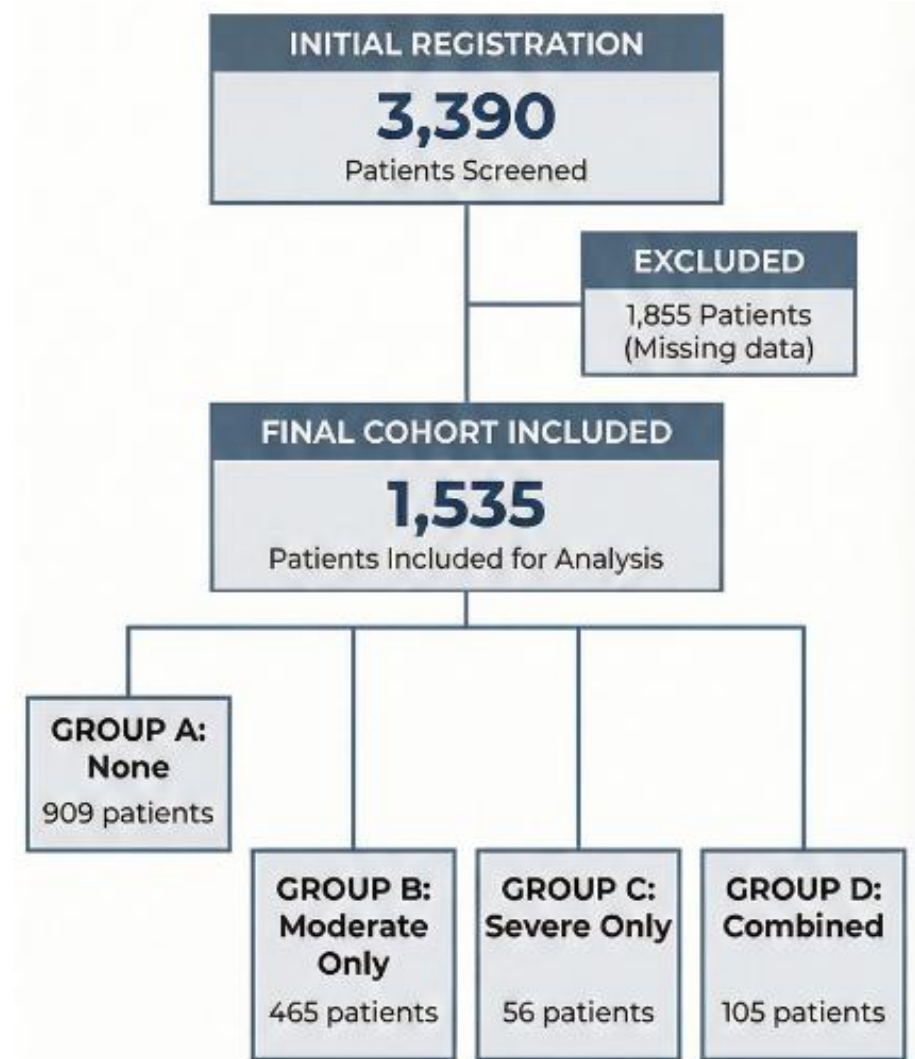 INITIAL REGISTRATION
3,390
Patients Screened
EXCLUDED
1,855 Patients
(Missing data)
FINAL COHORT INCLUDED
1,535
Patients Included for Analysis
GROUP A:
None
909 patients
GROUP B:
Moderate
Only
465 patients
GROUP C:
Severe Only
56 patients
GROUP D:
Combined
105 patients